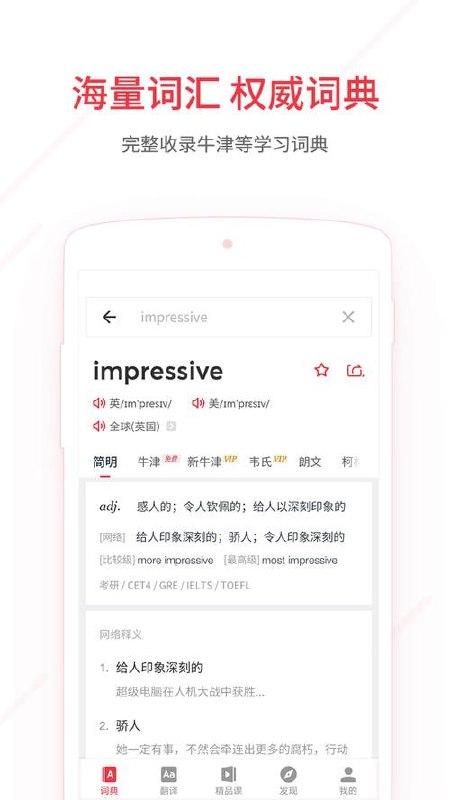 海量词汇 权威词典
完整收录牛津等学习词典
impressive
impressive
英/ɪm'presɪv/ 美/ɪm'prɛsɪv/
全球(英国)
简明 牛津 免费 新牛津 VIP 韦氏 VIP 朗文 柯林
adj. 感人的；令人钦佩的；给人以深刻印象的
[网络] 给人印象深刻的；骄人；令人印象深刻的
[比较级] more impressive [最高级] most impressive
考研 / CET4 / GRE / IELTS / TOEFL
网络释义
1. 给人印象深刻的
超级电脑在人机大战中获胜...
2. 骄人
她一定有事，不然会牵连出更多的腐朽，行动
词典 翻译 精品课 发现 我的